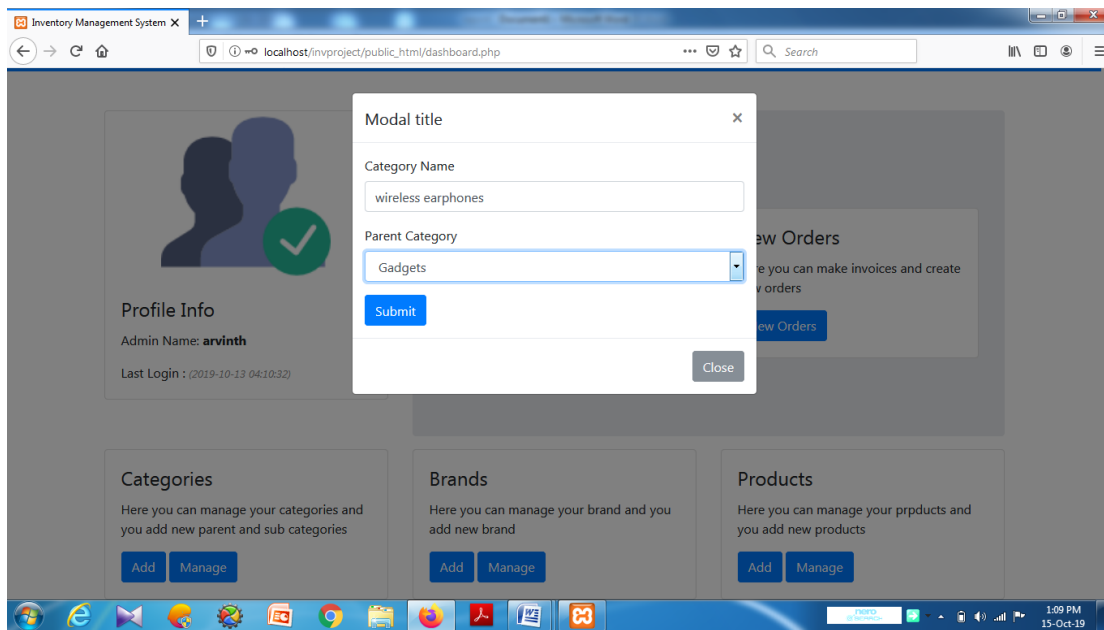 Inventory Management System
localhost/invproject/public_html/dashboard.php
Search
Modal title
Category Name
wireless earphones
Parent Category
Gadgets
Submit
Close
Profile Info
Admin Name: arvinth
Last Login : (2019-10-13 04:10:32)
ew Orders
re you can make invoices and create
orders
ew Orders
Categories
Here you can manage your categories and
you add new parent and sub categories
Add Manage
Brands
Here you can manage your brand and you
add new brand
Add Manage
Products
Here you can manage your prpducts and
you add new products
Add Manage
nero
1:09 PM
15-Oct-19